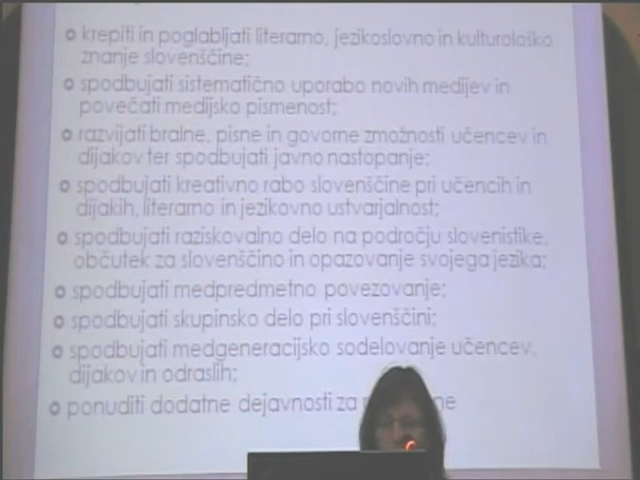 krepiti in poglabljati literarno, jezikoslovno in kulturološko
znanje slovenščine;
spodbujati sistematično uporabo novih medijev in
povečati medijsko pismenost;
razvijati bralne, pisne in govorne zmožnosti učencev in
dijakov ter spodbujati javno nastopanje;
spodbujati kreativno rabo slovenščine pri učencih in
dijakih, literarno in jezikovno ustvarjalnost;
spodbujati raziskovalno delo na področju slovenistike,
občutek za slovenščino in opazovanje svojega jezika;
spodbujati medpredmetno povezovanje;
spodbujati skupinsko delo pri slovenščini;
spodbujati medgeneracijsko sodelovanje učencev,
dijakov in odraslih;
ponuditi dodatne dejavnosti za